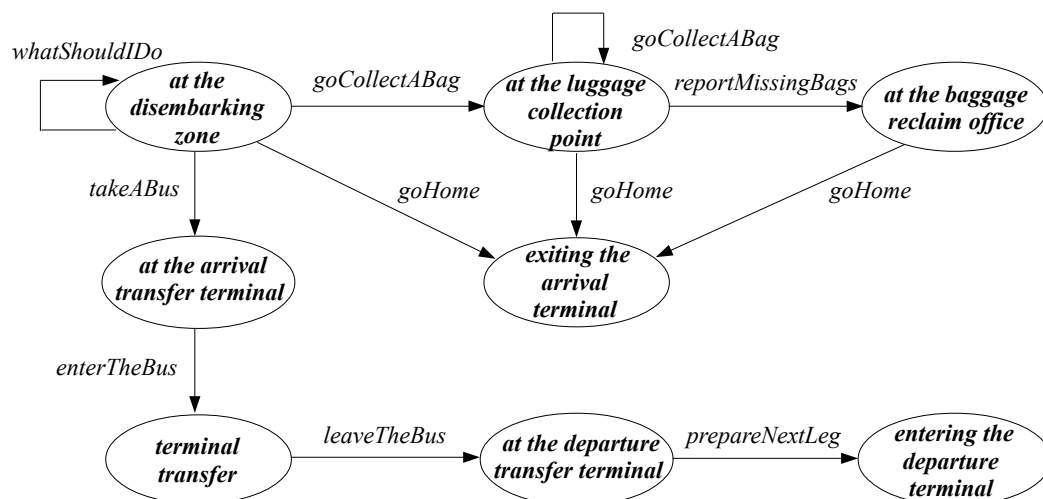 whatShouldIDo
goCollectABag
at the
disembarking
zone
goCollectABag
at the luggage
collection
point
reportMissingBags
at the baggage
reclaim office
takeABus
goHome
goHome
goHome
at the arrival
transfer terminal
exiting the
arrival
terminal
enterTheBus
terminal
transfer
leaveTheBus
at the departure
transfer terminal
prepareNextLeg
entering the
departure
terminal